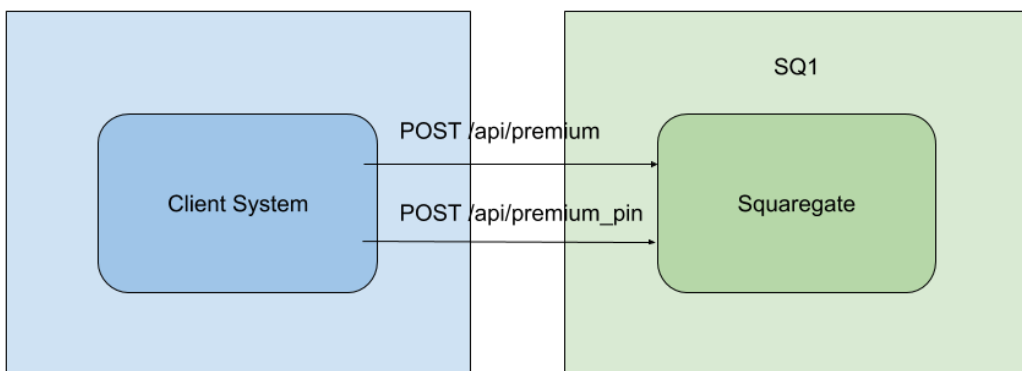 SQ1
POST /api/premium
Client System
Squaregate
POST /api/premium_pin